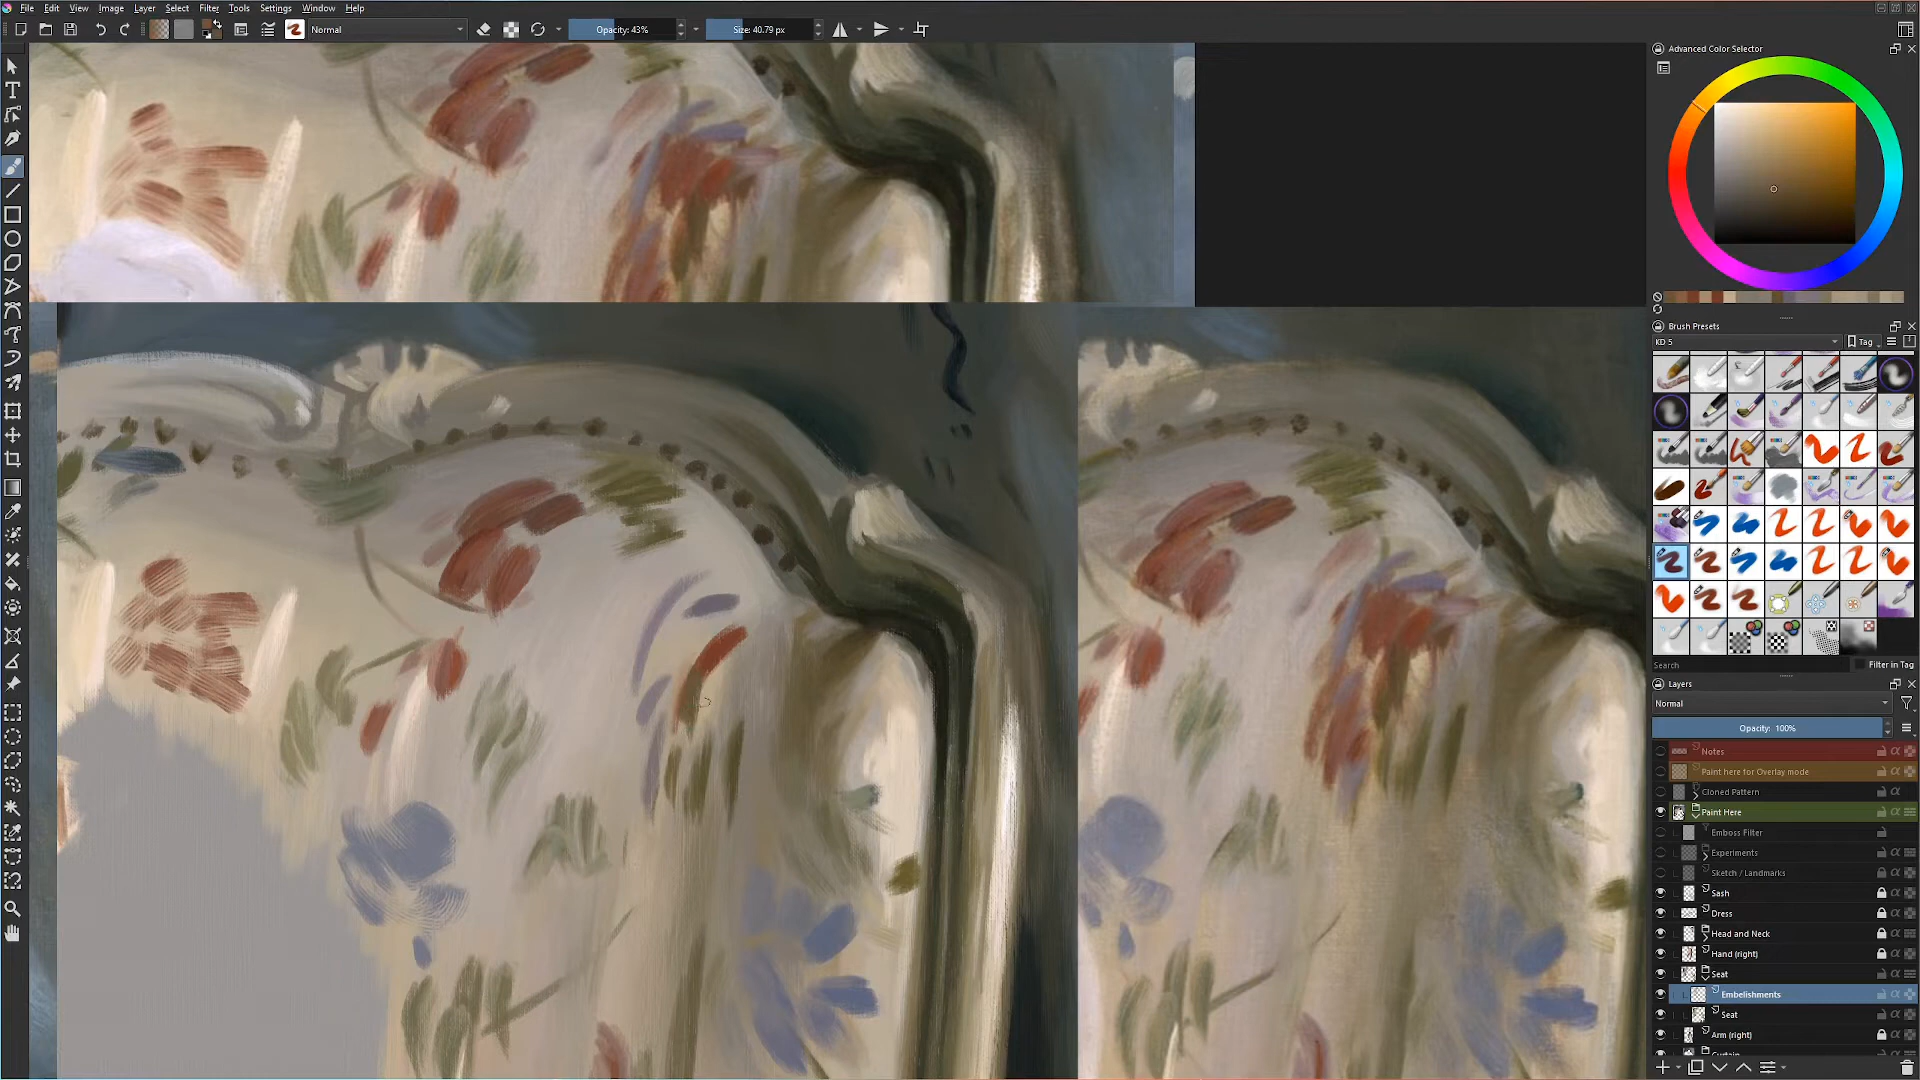 File Edit View Image Layer Select Filter Tools Settings Window Help
Normal
Opacity: 43%
Size: 40.79 px
Advanced Color Selector
Brush Presets
KD 5
Tag
Search
Filter in Tag
Layers
Normal
Opacity: 100%
Notes
Paint here for Overlay mode
Cloned Pattern
Paint Here
Emboss Filter
Experiments
Sketch / Landmarks
Sash
Dress
Head and Neck
Hand (right)
Seat
Embelishments
Seat
Arm (right)
Curtain